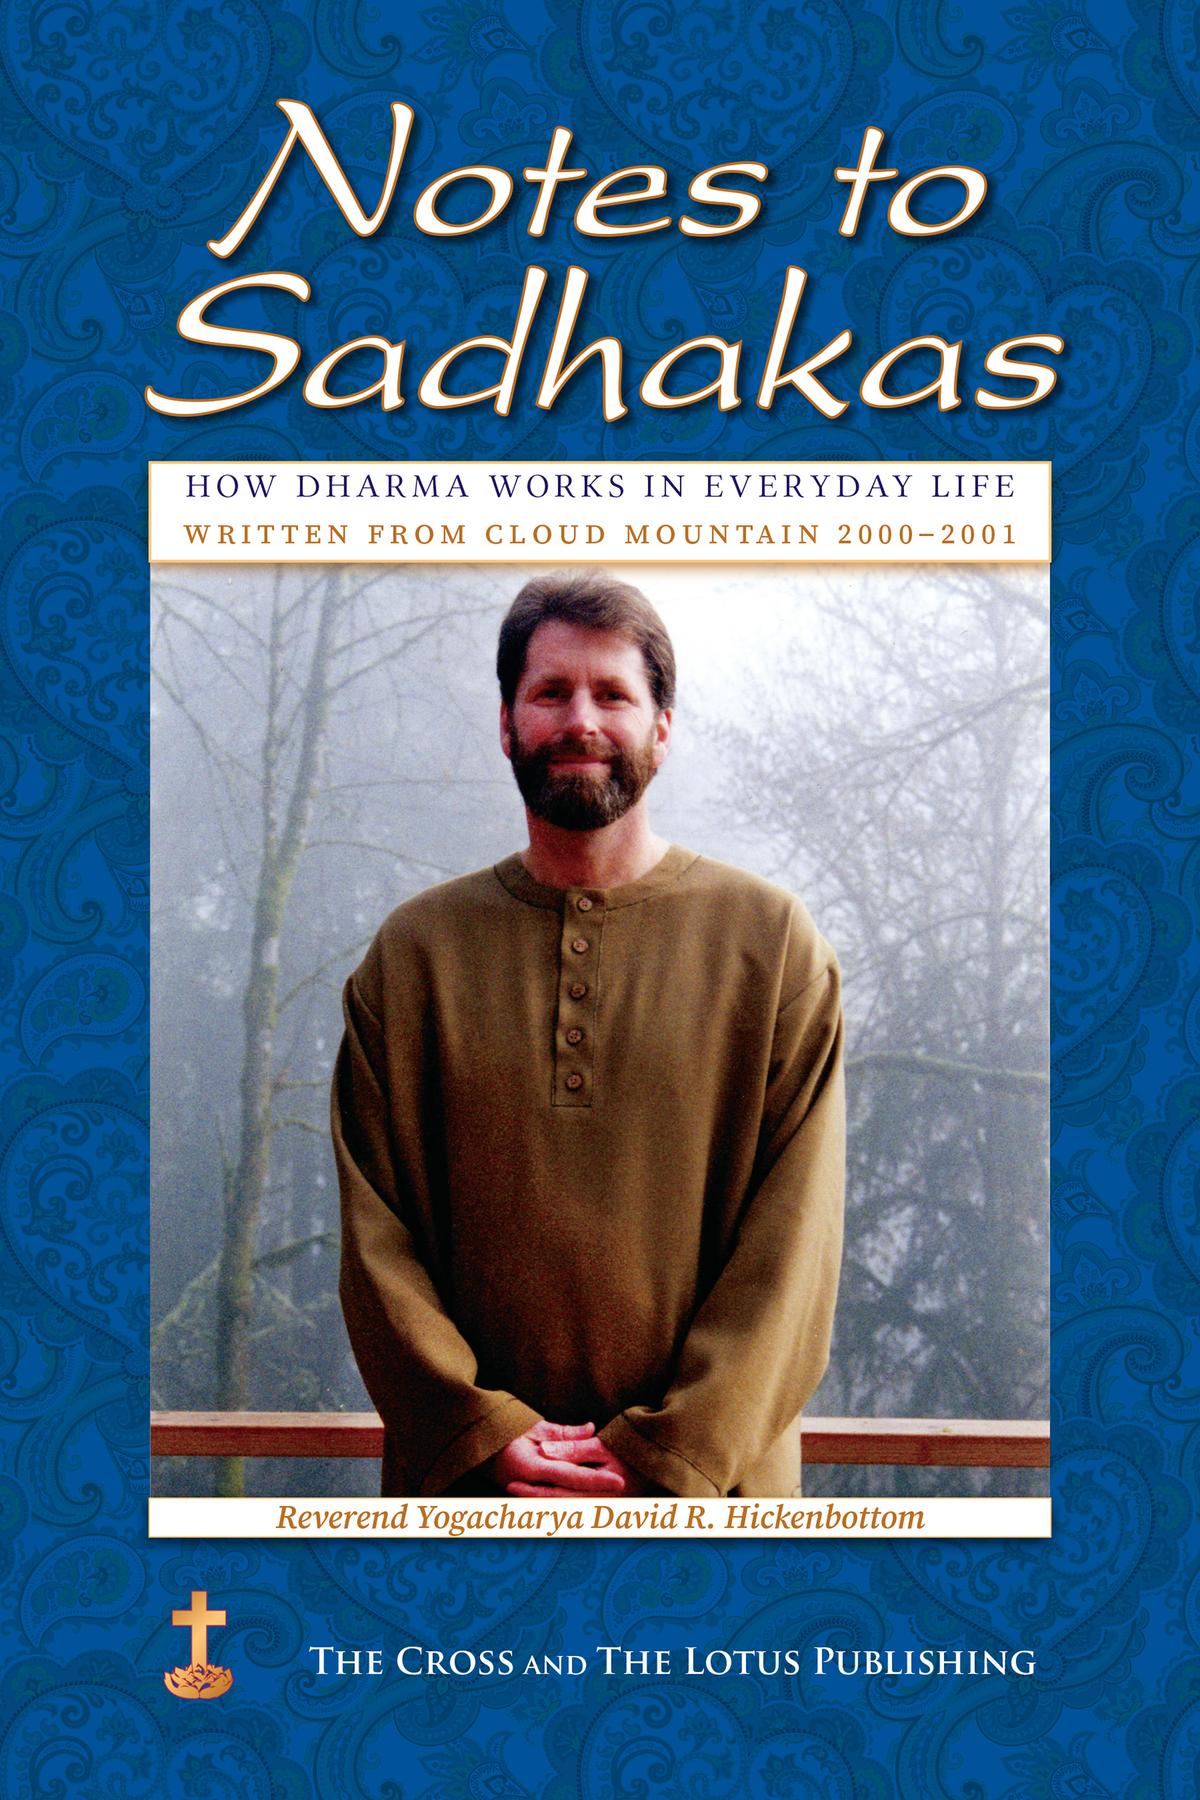 Notes to
Sadhakas
HOW DHARMA WORKS IN EVERYDAY LIFE
WRITTEN FROM CLOUD MOUNTAIN 2000–2001
Reverend Yogacharya David R. Hickenbottom
THE CROSS AND THE LOTUS PUBLISHING